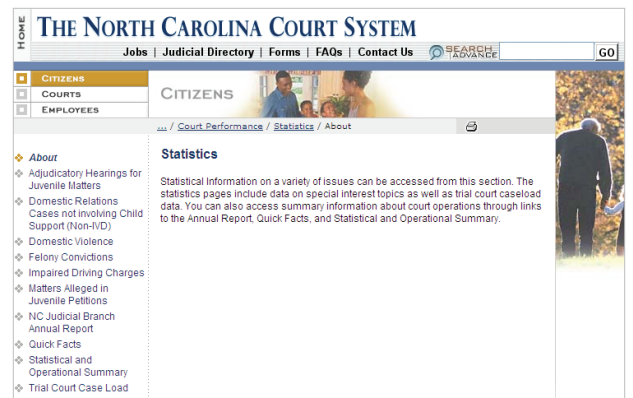 HOME
THE NORTH CAROLINA COURT SYSTEM
Jobs | Judicial Directory | Forms | FAQs | Contact Us
SEARCH
ADVANCE
GO
CITIZENS
COURTS
EMPLOYEES
CITIZENS
... / Court Performance / Statistics / About
About
Adjudicatory Hearings for
Juvenile Matters
Domestic Relations
Cases not involving Child
Support (Non-IVD)
Domestic Violence
Felony Convictions
Impaired Driving Charges
Matters Alleged in
Juvenile Petitions
NC Judicial Branch
Annual Report
Quick Facts
Statistical and
Operational Summary
Trial Court Case Load
Statistics
Statistical Information on a variety of issues can be accessed from this section. The
statistics pages include data on special interest topics as well as trial court caseload
data. You can also access summary information about court operations through links
to the Annual Report, Quick Facts, and Statistical and Operational Summary.